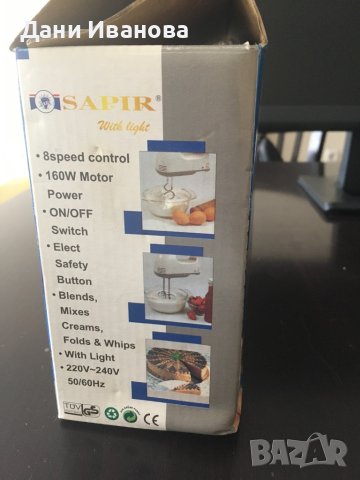 Дани Иванова
SAPIR®
With light
• 8speed control
• 160W Motor
Power
• ON/OFF
Switch
• Elect
Safety
Button
• Blends,
Mixes
Creams,
Folds & Whips
• With Light
• 220V~240V
50/60Hz
TÜV GS CE
BAZAR